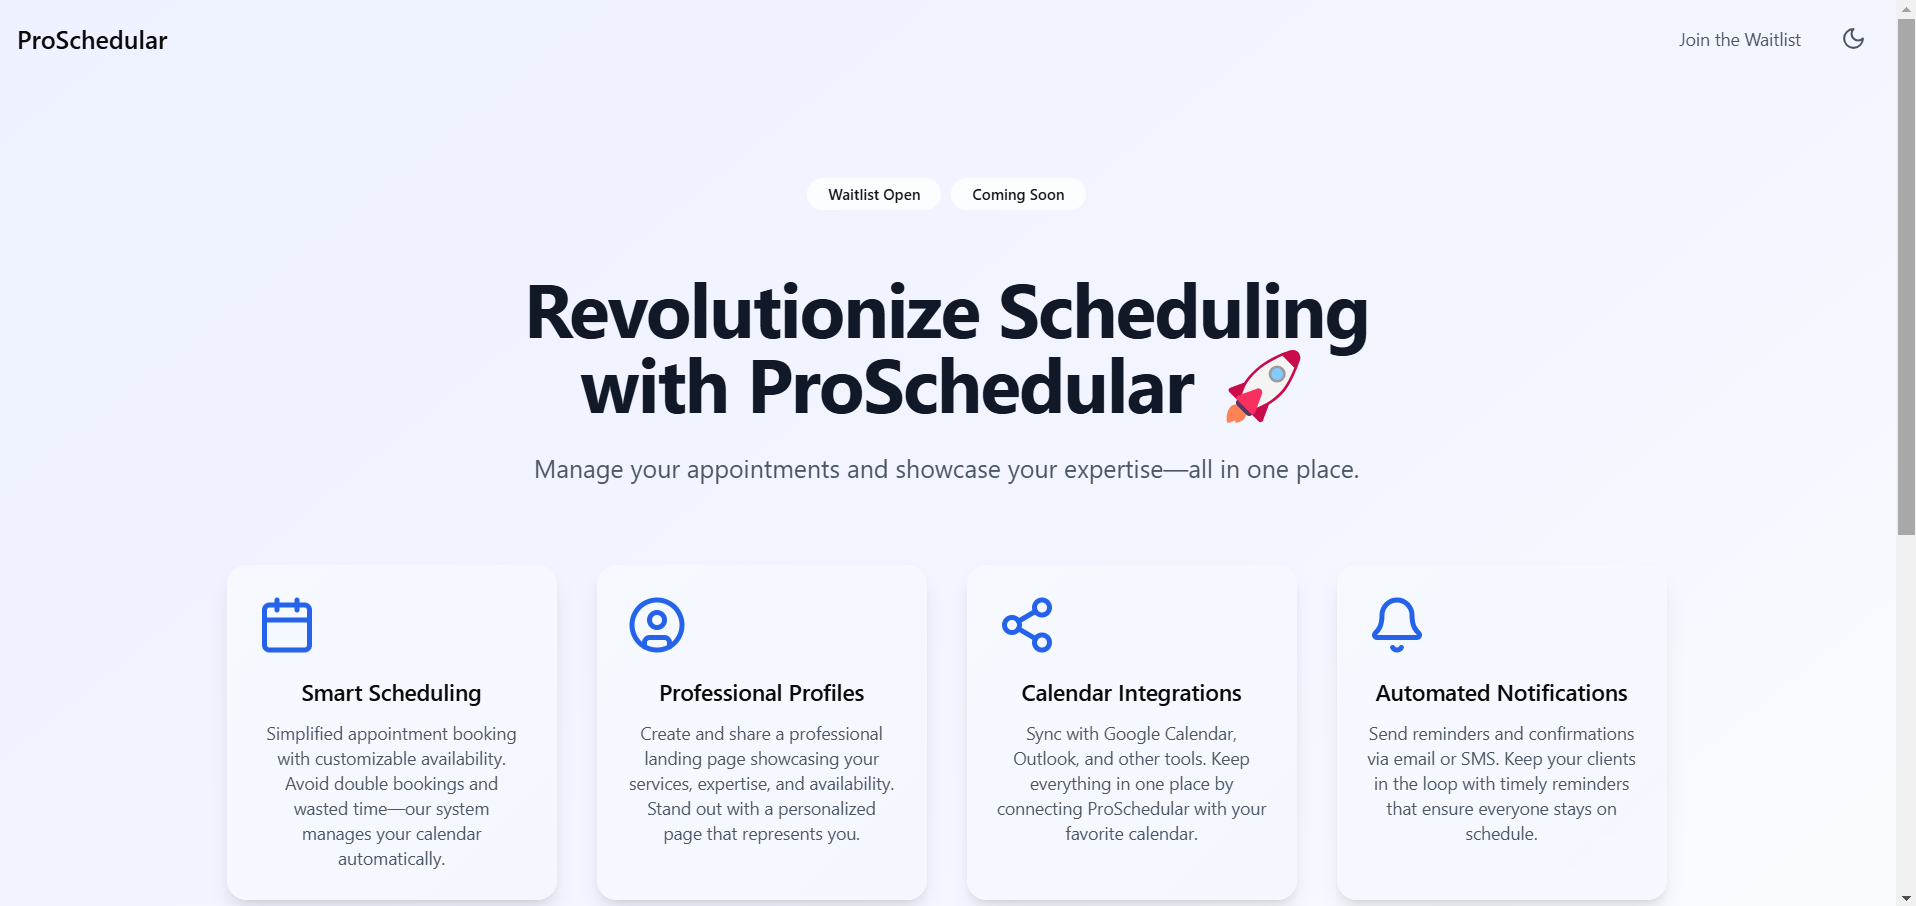 ProSchedular
Join the Waitlist
Waitlist Open
Coming Soon
Revolutionize Scheduling
with ProSchedular
Manage your appointments and showcase your expertise—all in one place.
Smart Scheduling
Simplified appointment booking
with customizable availability.
Avoid double bookings and
wasted time—our system
manages your calendar
automatically.
Professional Profiles
Create and share a professional
landing page showcasing your
services, expertise, and availability.
Stand out with a personalized
page that represents you.
Calendar Integrations
Sync with Google Calendar,
Outlook, and other tools. Keep
everything in one place by
connecting ProSchedular with your
favorite calendar.
Automated Notifications
Send reminders and confirmations
via email or SMS. Keep your clients
in the loop with timely reminders
that ensure everyone stays on
schedule.